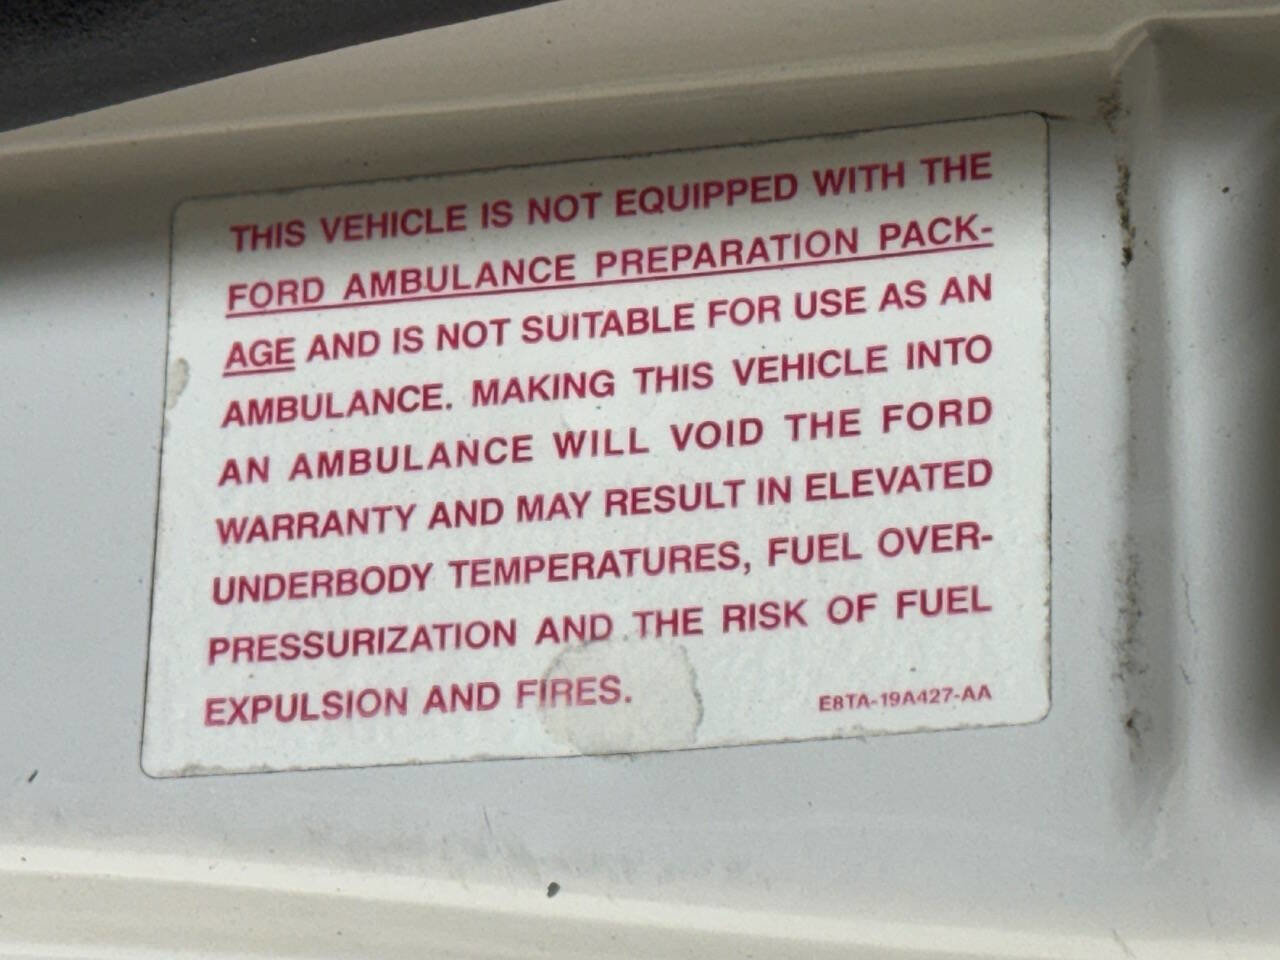 THIS VEHICLE IS NOT EQUIPPED WITH THE
FORD AMBULANCE PREPARATION PACK-
AGE AND IS NOT SUITABLE FOR USE AS AN
AMBULANCE. MAKING THIS VEHICLE INTO
AN AMBULANCE WILL VOID THE FORD
WARRANTY AND MAY RESULT IN ELEVATED
UNDERBODY TEMPERATURES, FUEL OVER-
PRESSURIZATION AND THE RISK OF FUEL
EXPULSION AND FIRES.
E8TA-19A427-AA